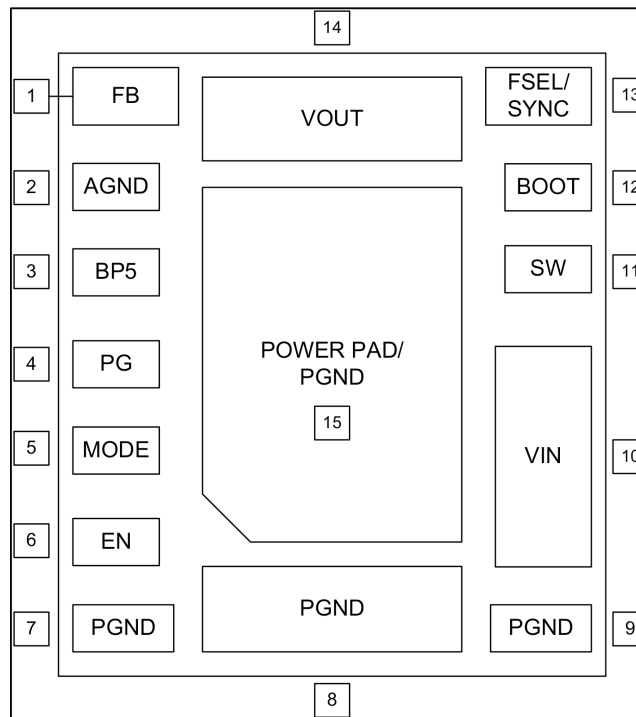 14
1
FB
VOUT
FSEL/
SYNC
13
2
AGND
BOOT
12
3
BP5
SW
11
4
PG
POWER PAD/
PGND
15
5
MODE
VIN
10
6
EN
7
PGND
PGND
PGND
9
8